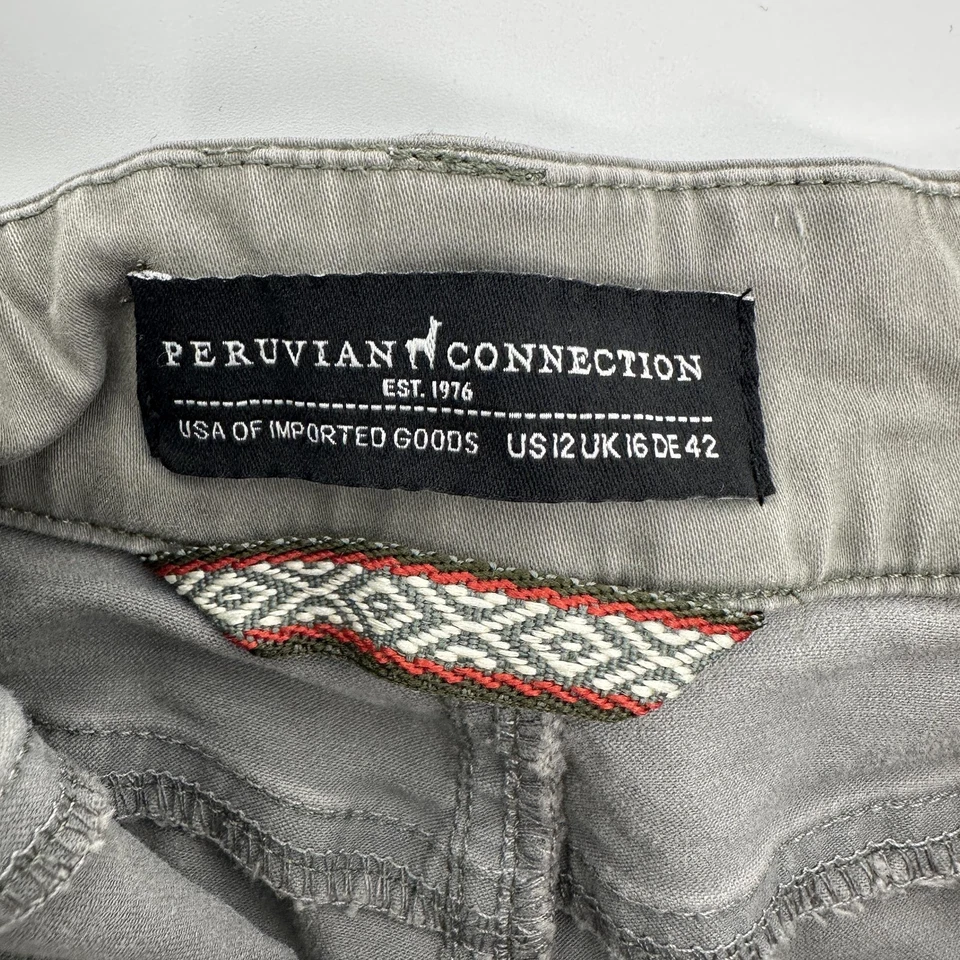 PERUVIAN CONNECTION
EST. 1976
USA OF IMPORTED GOODS US 12 UK 16 DE 42